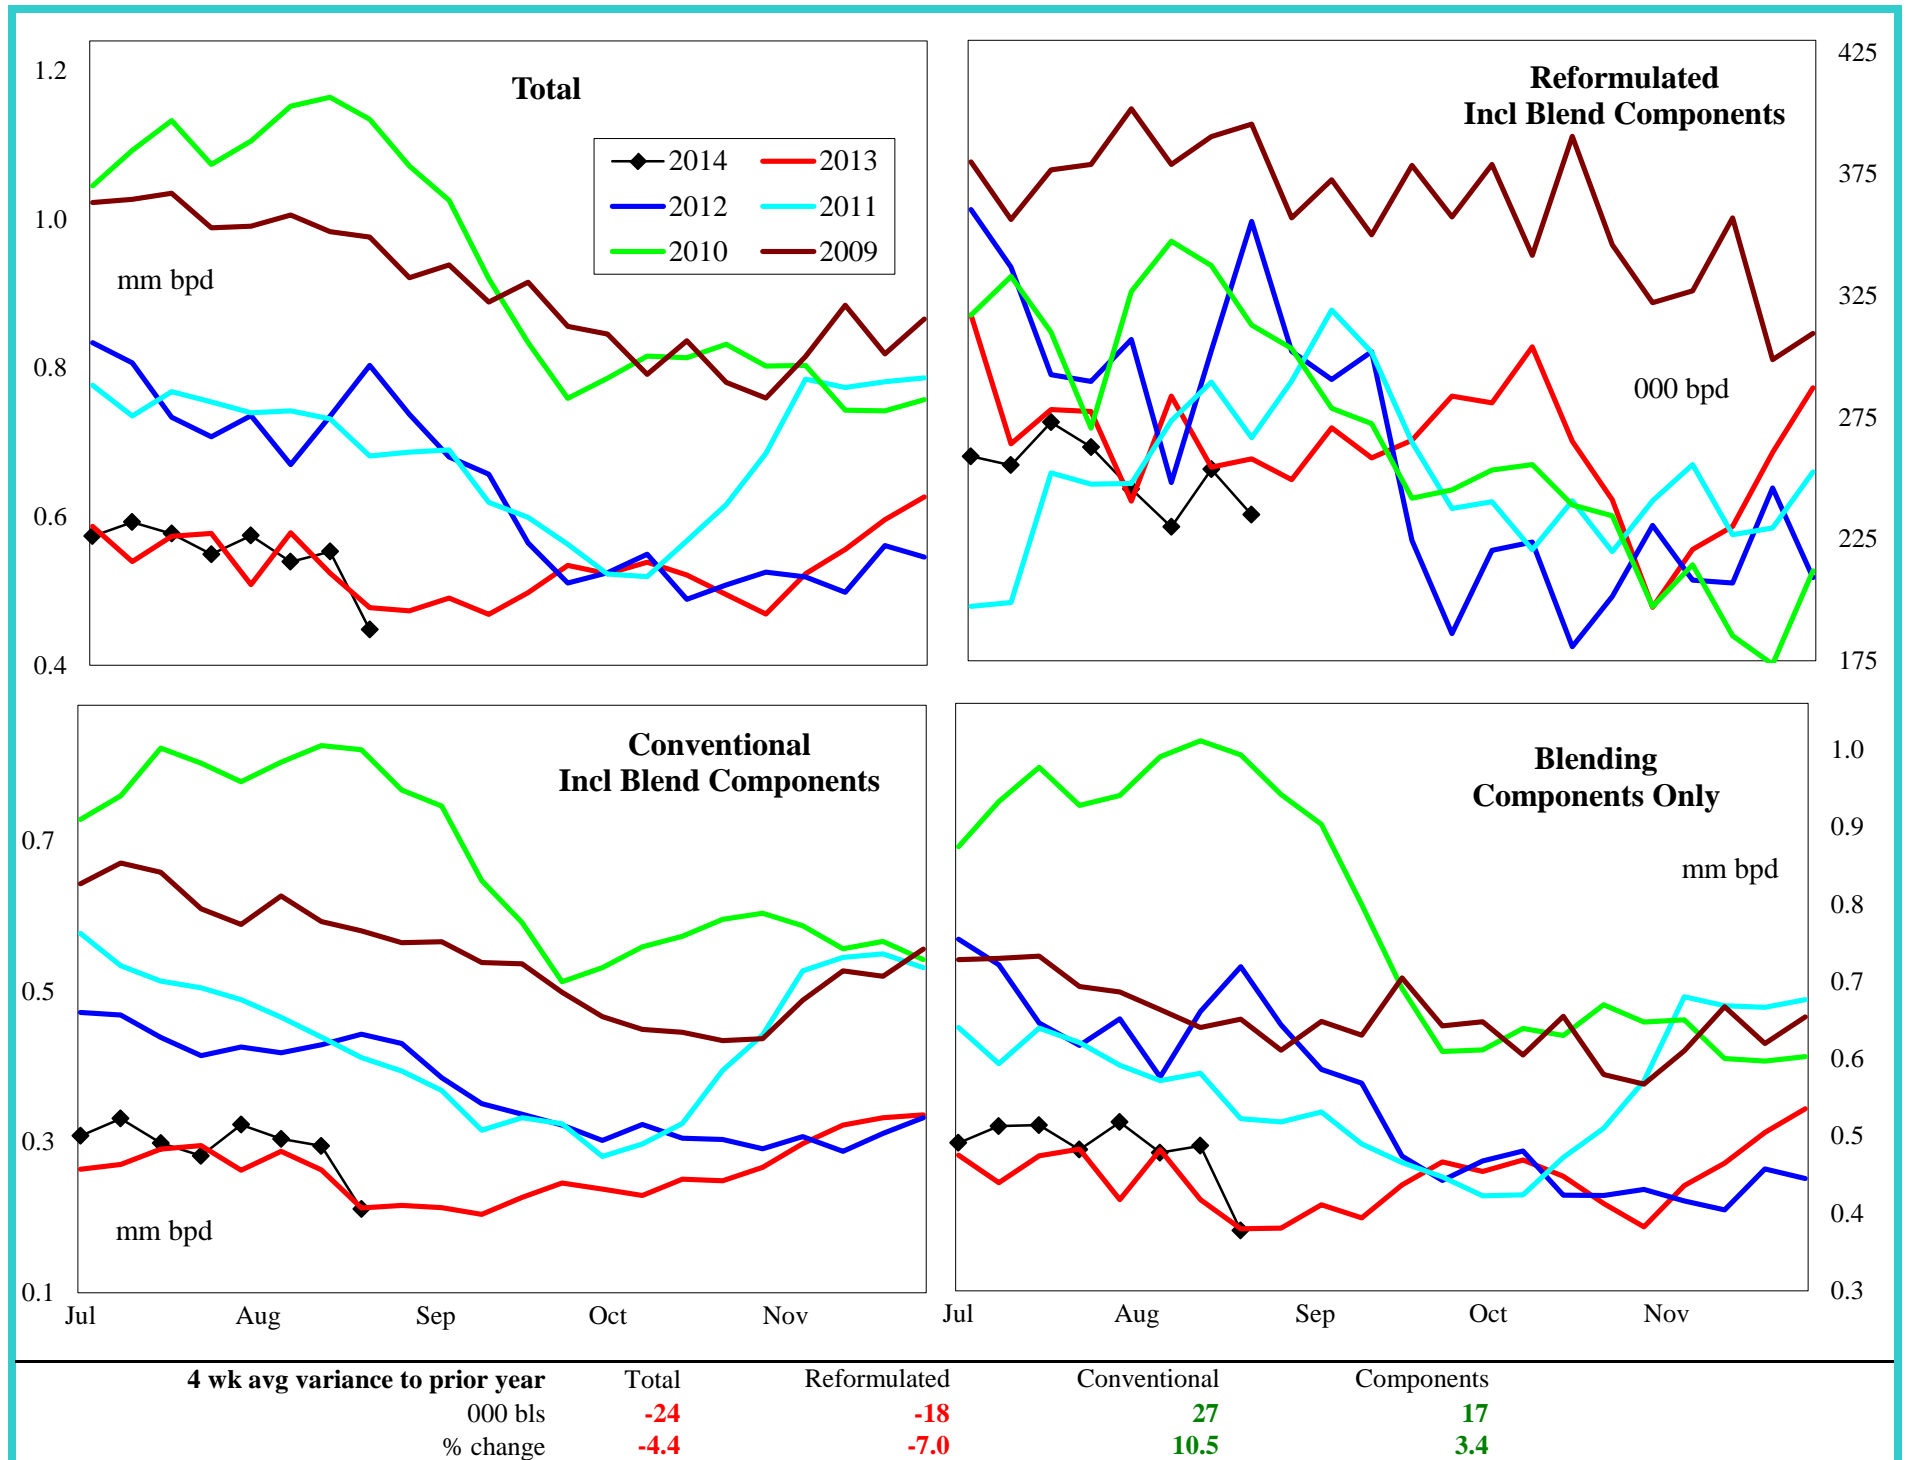 Total
mm bpd
2014 2013
2012 2011
2010 2009
1.2
1.0
0.8
0.6
0.4
Reformulated
Incl Blend Components
000 bpd
425
375
325
275
225
175
Conventional
Incl Blend Components
mm bpd
0.7
0.5
0.3
0.1
Jul Aug Sep Oct Nov
Blending
Components Only
mm bpd
1.0
0.9
0.8
0.7
0.6
0.5
0.4
0.3
Jul Aug Sep Oct Nov
4 wk avg variance to prior year Total Reformulated Conventional Components
000 bls -24 -18 27 17
% change -4.4 -7.0 10.5 3.4